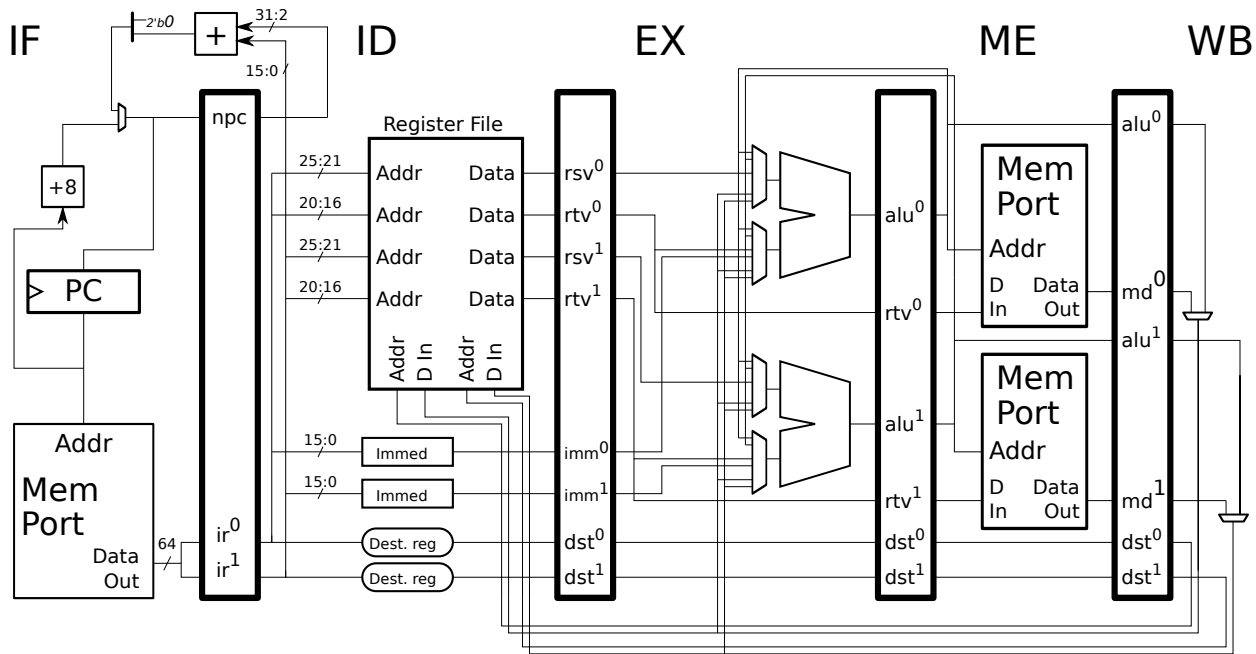 IF
ID
EX
ME
WB
2'b0
+
31:2
15:0
npc
+8
PC
Addr
Mem
Port
Data
Out
64
ir⁰
ir¹
25:21
20:16
25:21
20:16
15:0
15:0
Register File
Addr
Data
Addr
Data
Addr
Data
Addr
Data
Addr
D In
Addr
D In
Immed
Immed
Dest. reg
Dest. reg
rsv⁰
rtv⁰
rsv¹
rtv¹
imm⁰
imm¹
dst⁰
dst¹
alu�0
rtv⁰
alu¹
rtv¹
dst⁰
dst¹
Mem
Port
Addr
D
In
Data
Out
Mem
Port
Addr
D
In
Data
Out
alu⁰
md⁰
alu¹
md¹
dst⁰
dst¹